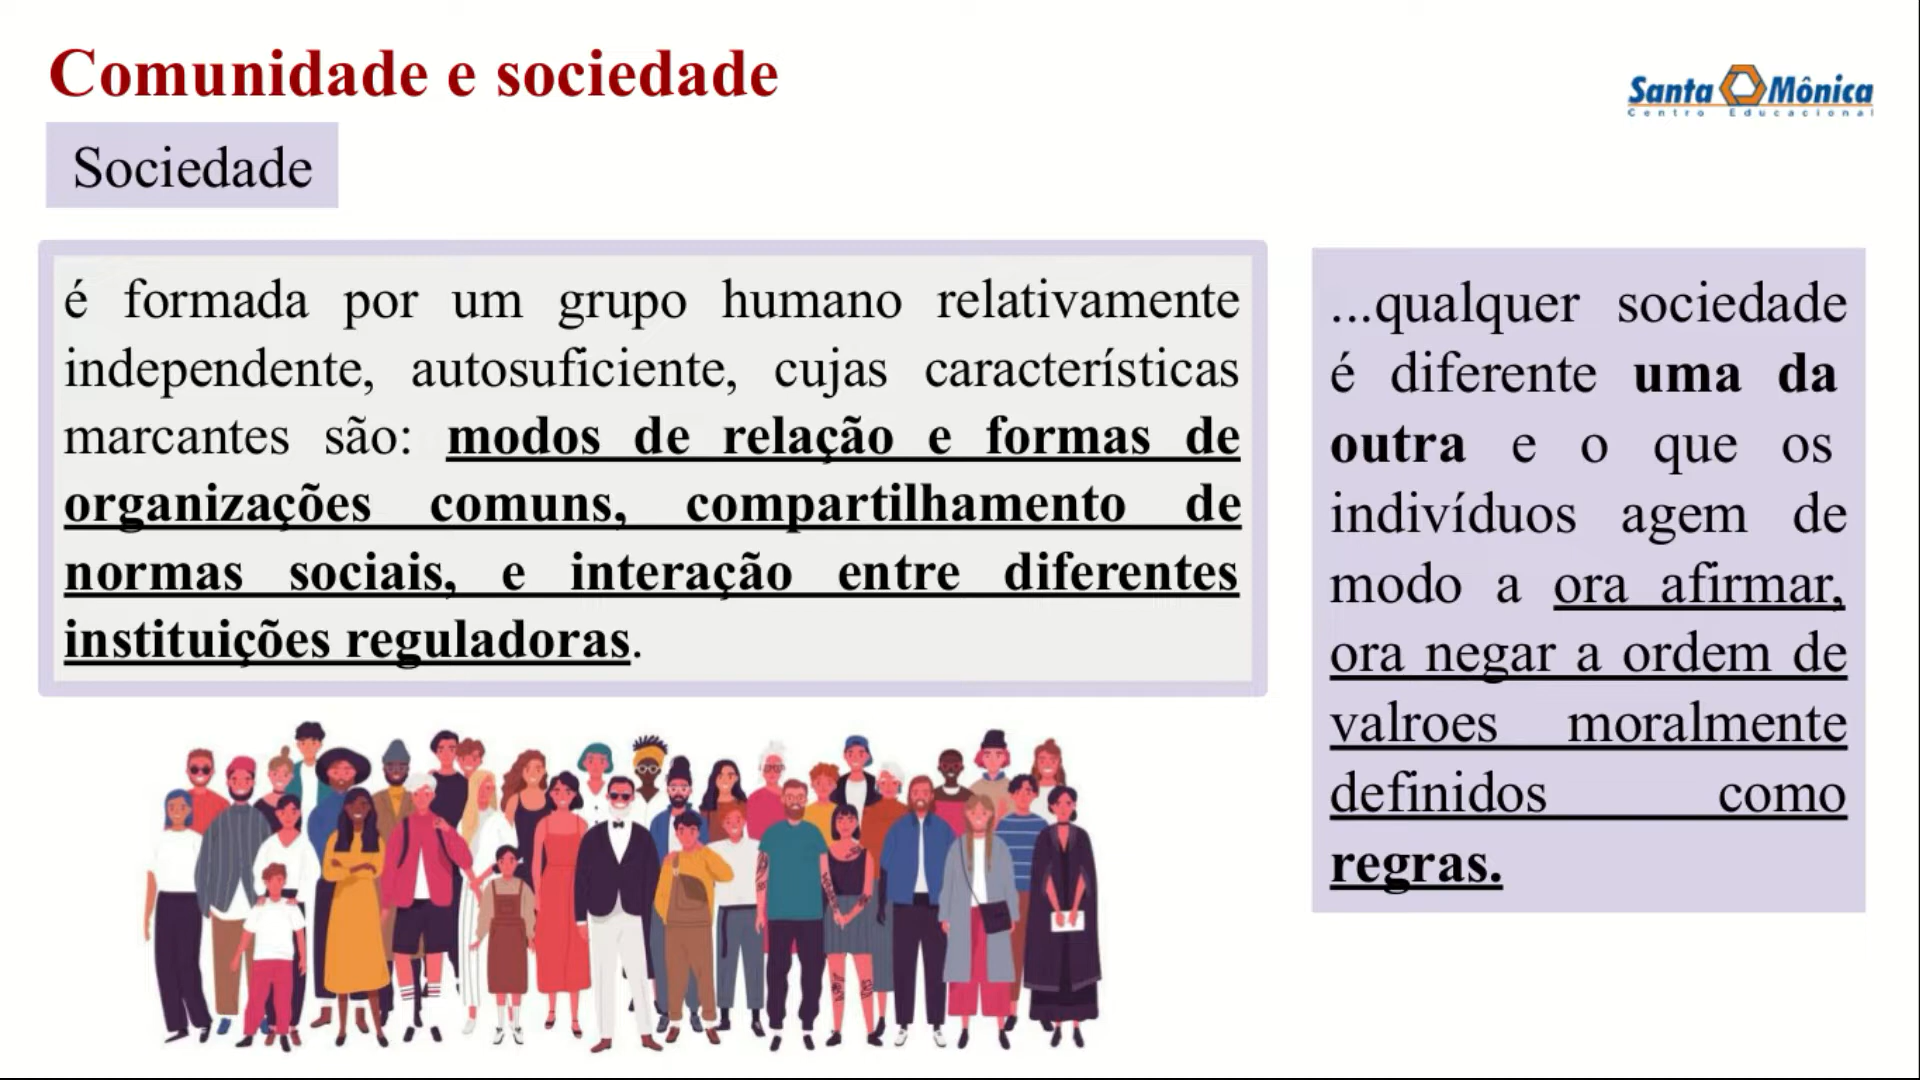 Comunidade e sociedade
Santa Mônica
Centro Educacional
Sociedade
é formada por um grupo humano relativamente
independente, autosuficiente, cujas características
marcantes são: modos de relação e formas de
organizações comuns, compartilhamento de
normas sociais, e interação entre diferentes
instituições reguladoras.
...qualquer sociedade
é diferente uma da
outra e o que os
indivíduos agem de
modo a ora afirmar,
ora negar a ordem de
valroes moralmente
definidos como
regras.